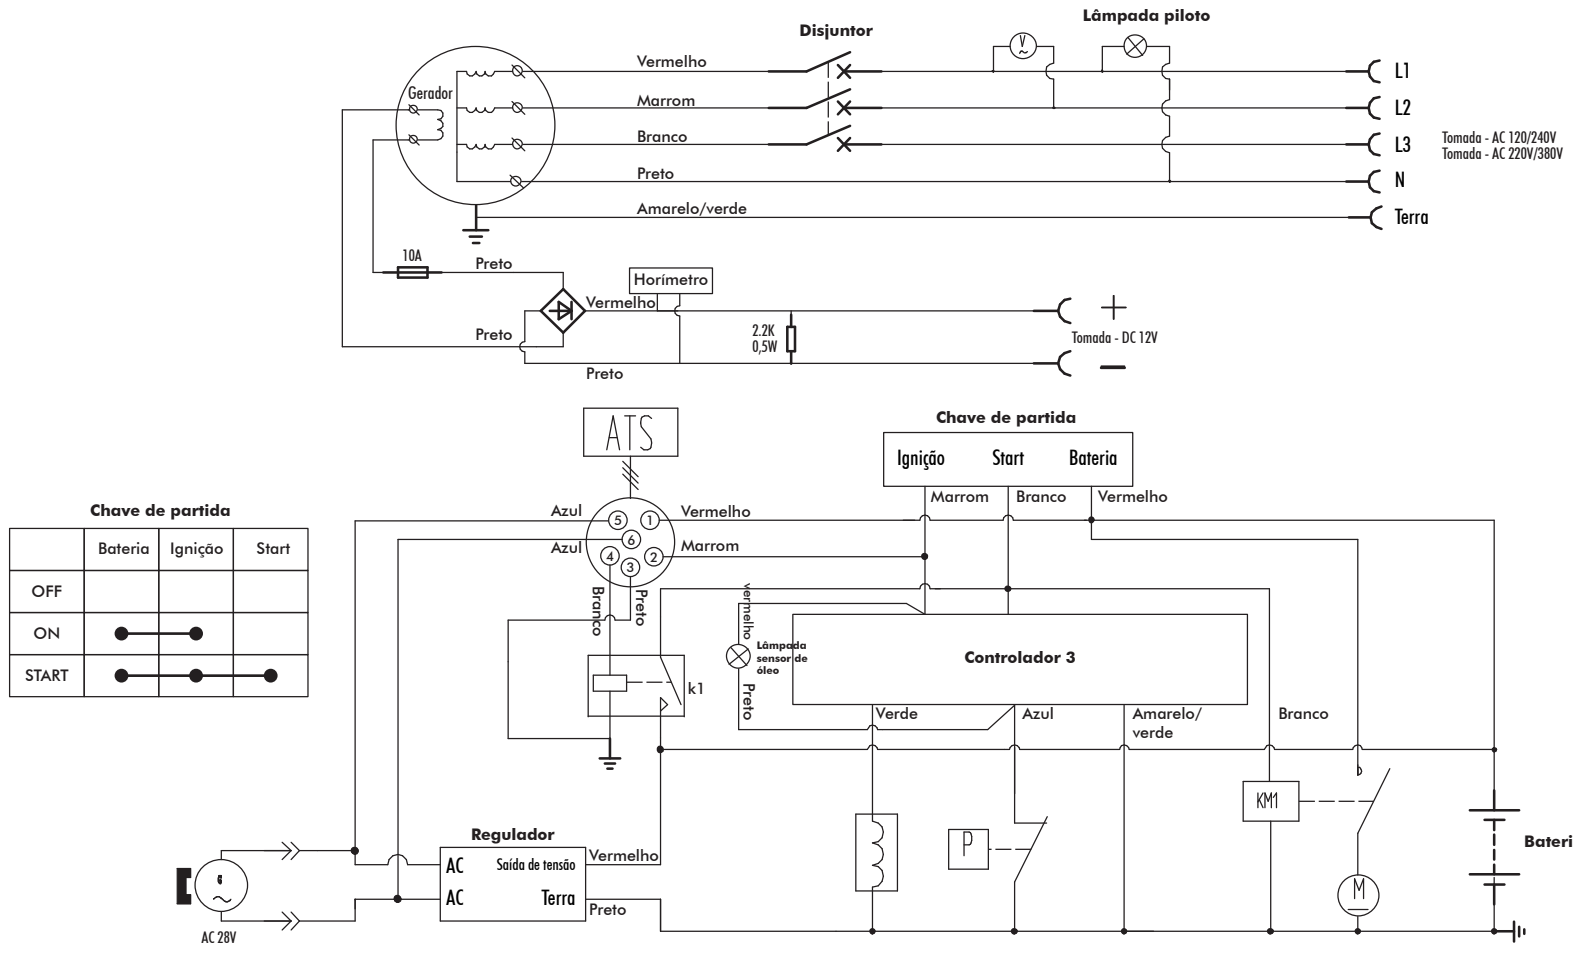 Lâmpada piloto
Disjuntor
V
Vermelho
L1
Gerador
Marrom
L2
Branco
L3
Tomada - AC 120/240V
Tomada - AC 220V/380V
Preto
N
Amarelo/verde
Terra
10A
Preto
Horímetro
Vermelho
+
2.2K
0,5W
Tomada - DC 12V
Preto
Preto
ATS
Chave de partida
Ignição Start Bateria
Marrom Branco Vermelho
Chave de partida
Bateria Ignição Start
OFF
ON
START
Azul
5
1
Vermelho
6
Azul
4
3
2
Marrom
Branco
Preto
vermelho
Lâmpada
sensor de
óleo
Preto
Controlador 3
k1
Verde
Azul
Amarelo/
verde
Branco
KM1
P
M
Bateri
Regulador
AC Saída de tensão
Vermelho
AC Terra
Preto
G
AC 28V